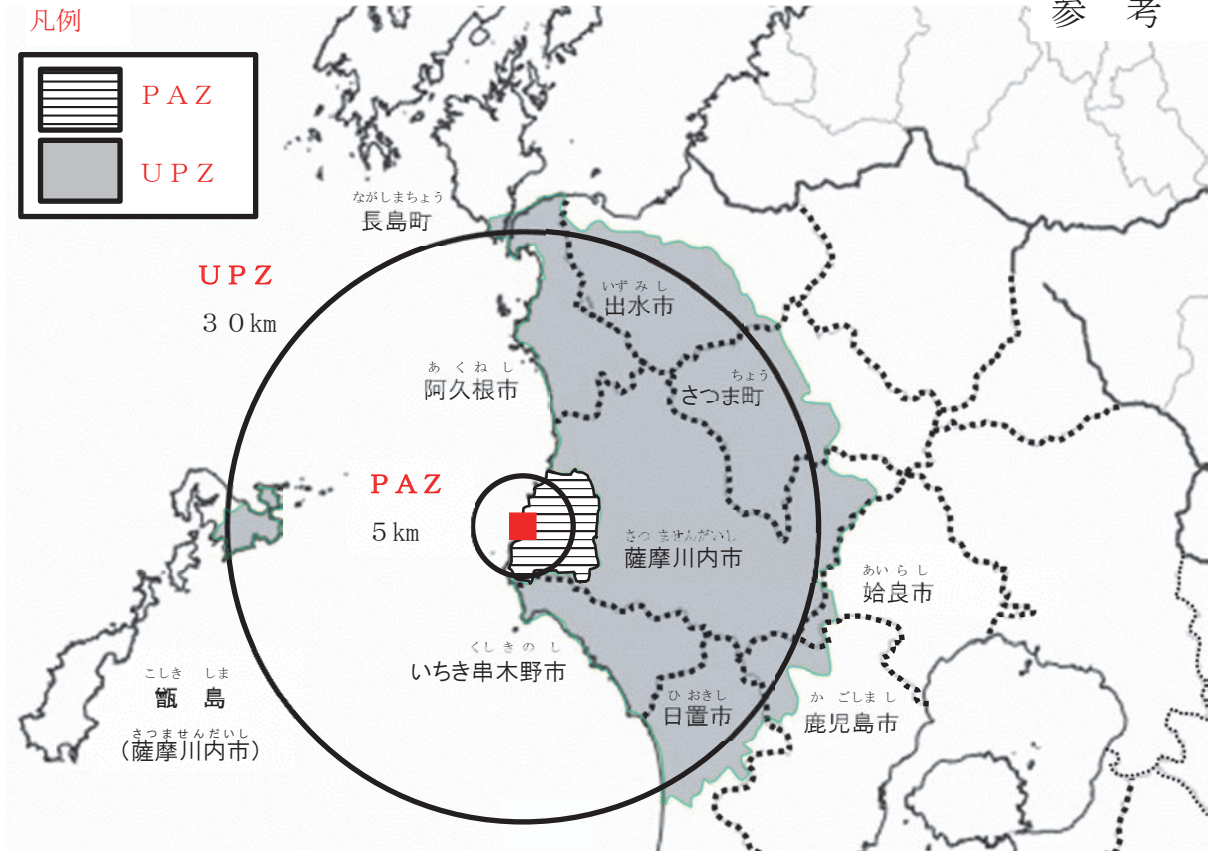 凡例
参 考
PAZ
UPZ
ながしまちょう
長島町
UPZ
30km
いずみし
出水市
あくねし
阿久根市
ちょう
さつま町
PAZ
5km
さつませんだいし
薩摩川内市
あいらし
姶良市
くしきのし
いちき串木野市
こしき しま
甑 島
さつませんだいし
(薩摩川内市)
ひおきし
日置市
かごしまし
鹿児島市